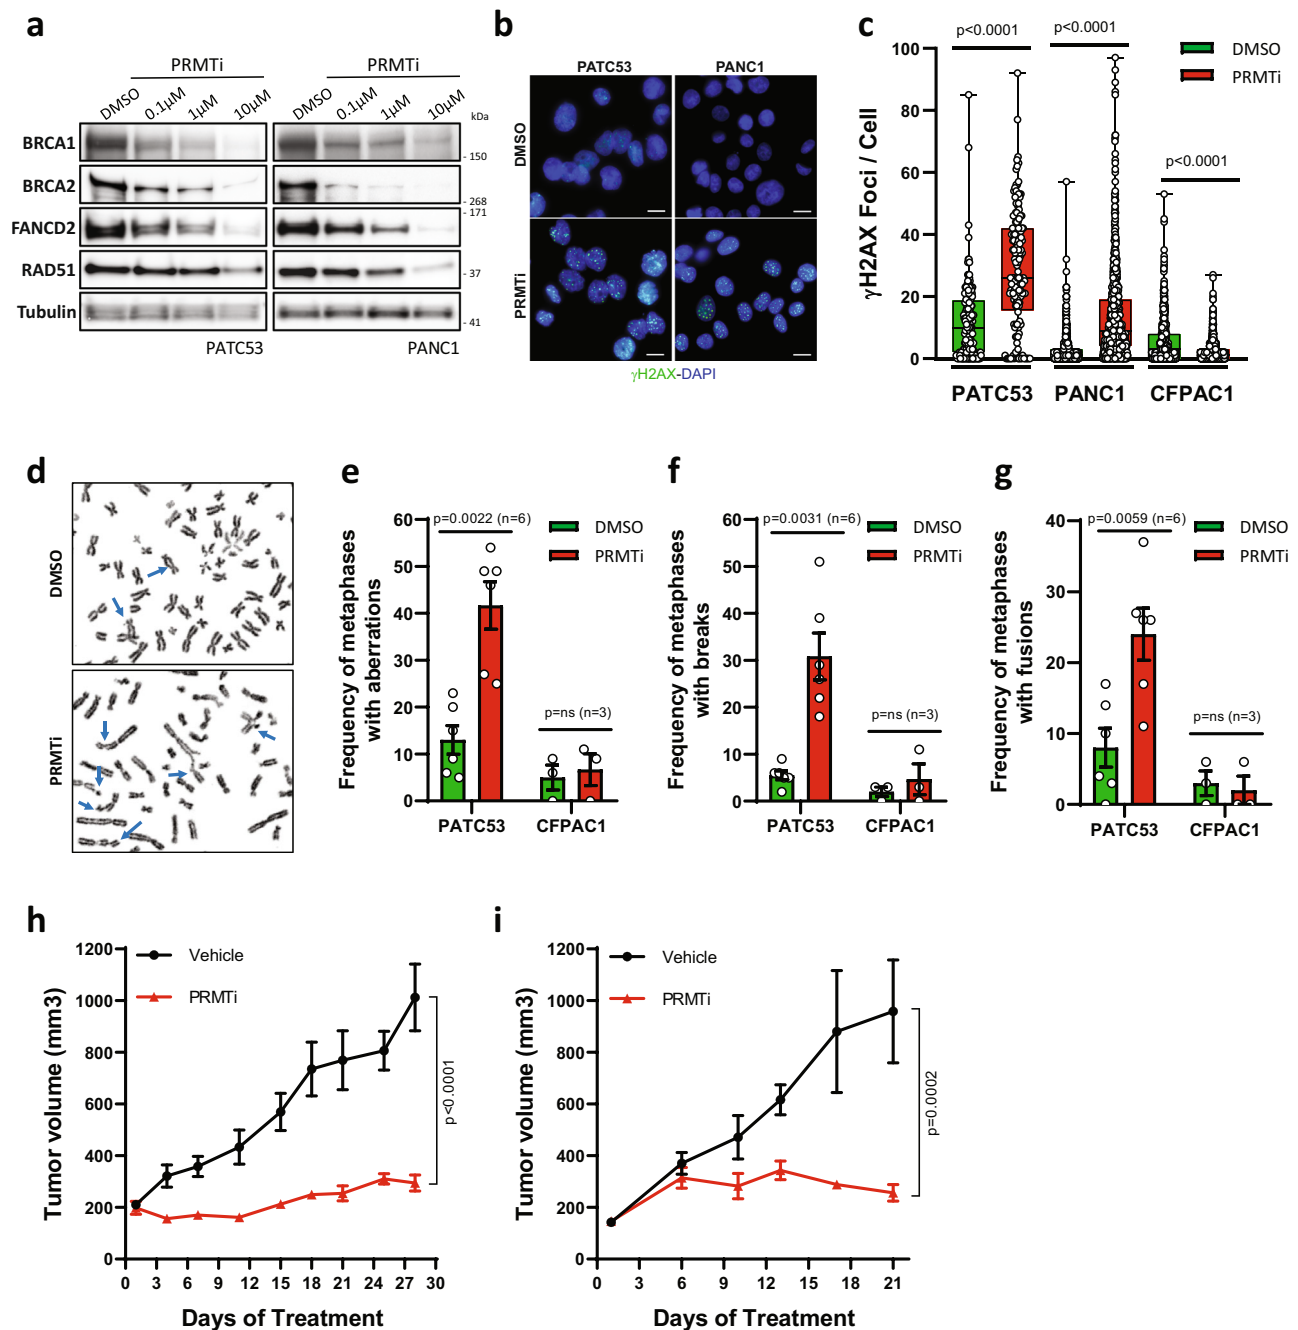 a
PRMTi
PRMTi
DMSO
0.1µM
1µM
10µM
DMSO
0.1µM
1µM
10µM
kDa
BRCA1
- 150
BRCA2
- 268
- 171
FANCD2
RAD51
- 37
Tubulin
- 41
PATC53
PANC1
b
PATC53
PANC1
DMSO
PRMTi
γH2AX-DAPI
c
p<0.0001
p<0.0001
DMSO
PRMTi
p<0.0001
γH2AX Foci / Cell
100
80
60
40
20
0
PATC53
PANC1
CFPAC1
d
DMSO
PRMTi
e
Frequency of metaphases
with aberrations
60
50
40
30
20
10
0
p=0.0022 (n=6)
DMSO
PRMTi
p=ns (n=3)
PATC53
CFPAC1
f
Frequency of metaphases
with breaks
60
50
40
30
20
10
0
p=0.0031 (n=6)
DMSO
PRMTi
p=ns (n=3)
PATC53
CFPAC1
g
Frequency of metaphases
with fusions
40
30
20
10
0
p=0.0059 (n=6)
DMSO
PRMTi
p=ns (n=3)
PATC53
CFPAC1
h
Tumor volume (mm3)
1200
1000
800
600
400
200
0
Vehicle
PRMTi
p<0.0001
0 3 6 9 12 15 18 21 24 27 30
Days of Treatment
i
Tumor volume (mm3)
1200
1000
800
600
400
200
0
Vehicle
PRMTi
p=0.0002
0 3 6 9 12 15 18 21
Days of Treatment